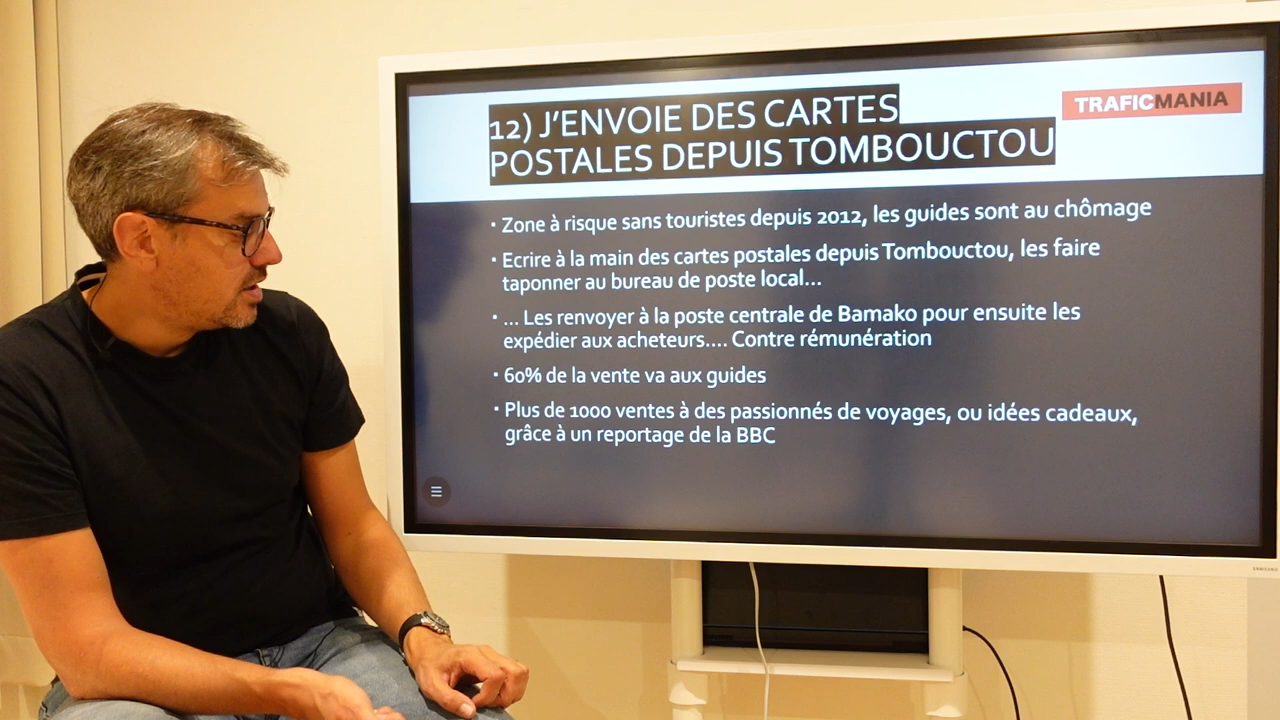 12) J'ENVOIE DES CARTES
POSTALES DEPUIS TOMBOUCTOU
TRAFICMANIA
· Zone à risque sans touristes depuis 2012, les guides sont au chômage
· Ecrire à la main des cartes postales depuis Tombouctou, les faire
taponner au bureau de poste local...
· ... Les renvoyer à la poste centrale de Bamako pour ensuite les
expédier aux acheteurs.... Contre rémunération
· 60% de la vente va aux guides
· Plus de 1000 ventes à des passionnés de voyages, ou idées cadeaux,
grâce à un reportage de la BBC
SAMSUNG